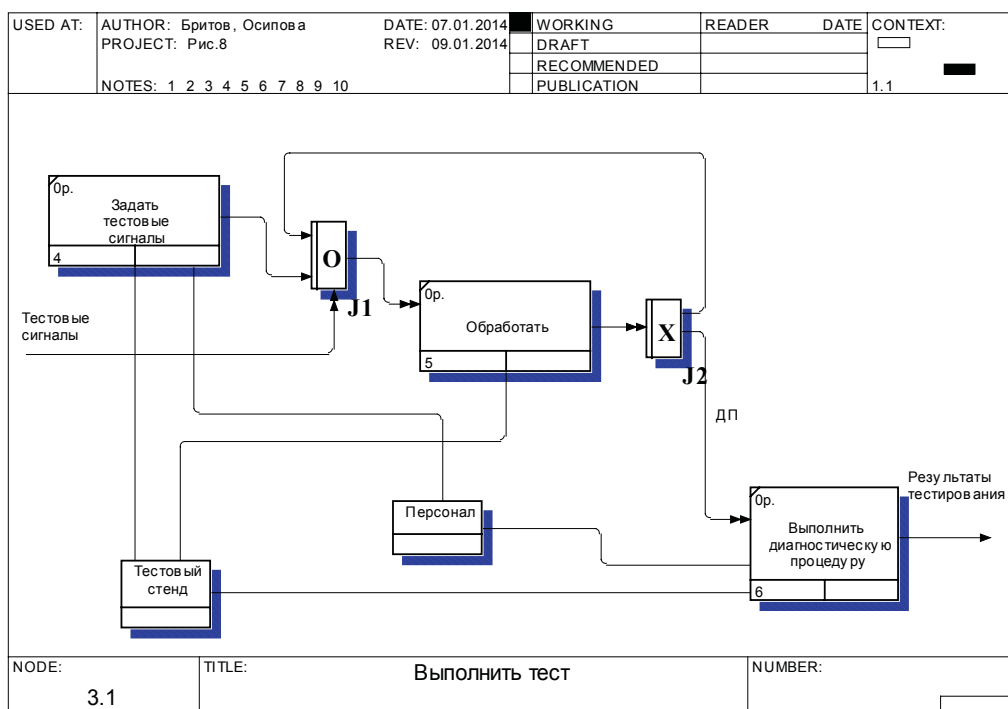 USED AT:
AUTHOR: Бритов, Осипова
DATE: 07.01.2014
PROJECT: Рис.8
REV: 09.01.2014
NOTES: 1 2 3 4 5 6 7 8 9 10
WORKING
DRAFT
RECOMMENDED
PUBLICATION
READER
DATE
CONTEXT:
1.1
0р.
Задать
тестовые
сигналы
4
O
J1
Тестовые
сигналы
0р.
Обработать
5
X
J2
ДП
Персонал
Тестовый
стенд
0р.
Выполнить
диагностическую
процедуру
6
Результаты
тестирования
NODE:
3.1
TITLE:
Выполнить тест
NUMBER: